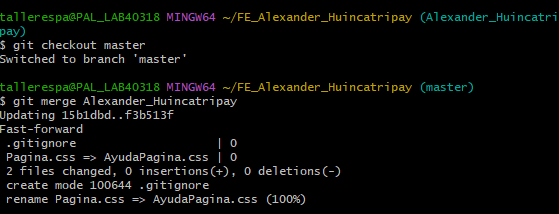 tallerespa@PAL_LAB40318 MINGW64 ~/FE_Alexander_Huincatripay (Alexander_Huincatri
pay)
$ git checkout master
Switched to branch 'master'
tallerespa@PAL_LAB40318 MINGW64 ~/FE_Alexander_Huincatripay (master)
$ git merge Alexander_Huincatripay
Updating 15b1dbd..f3b513f
Fast-forward
 .gitignore                   | 0
 Pagina.css => AyudaPagina.css | 0
 2 files changed, 0 insertions(+), 0 deletions(-)
 create mode 100644 .gitignore
 rename Pagina.css => AyudaPagina.css (100%)